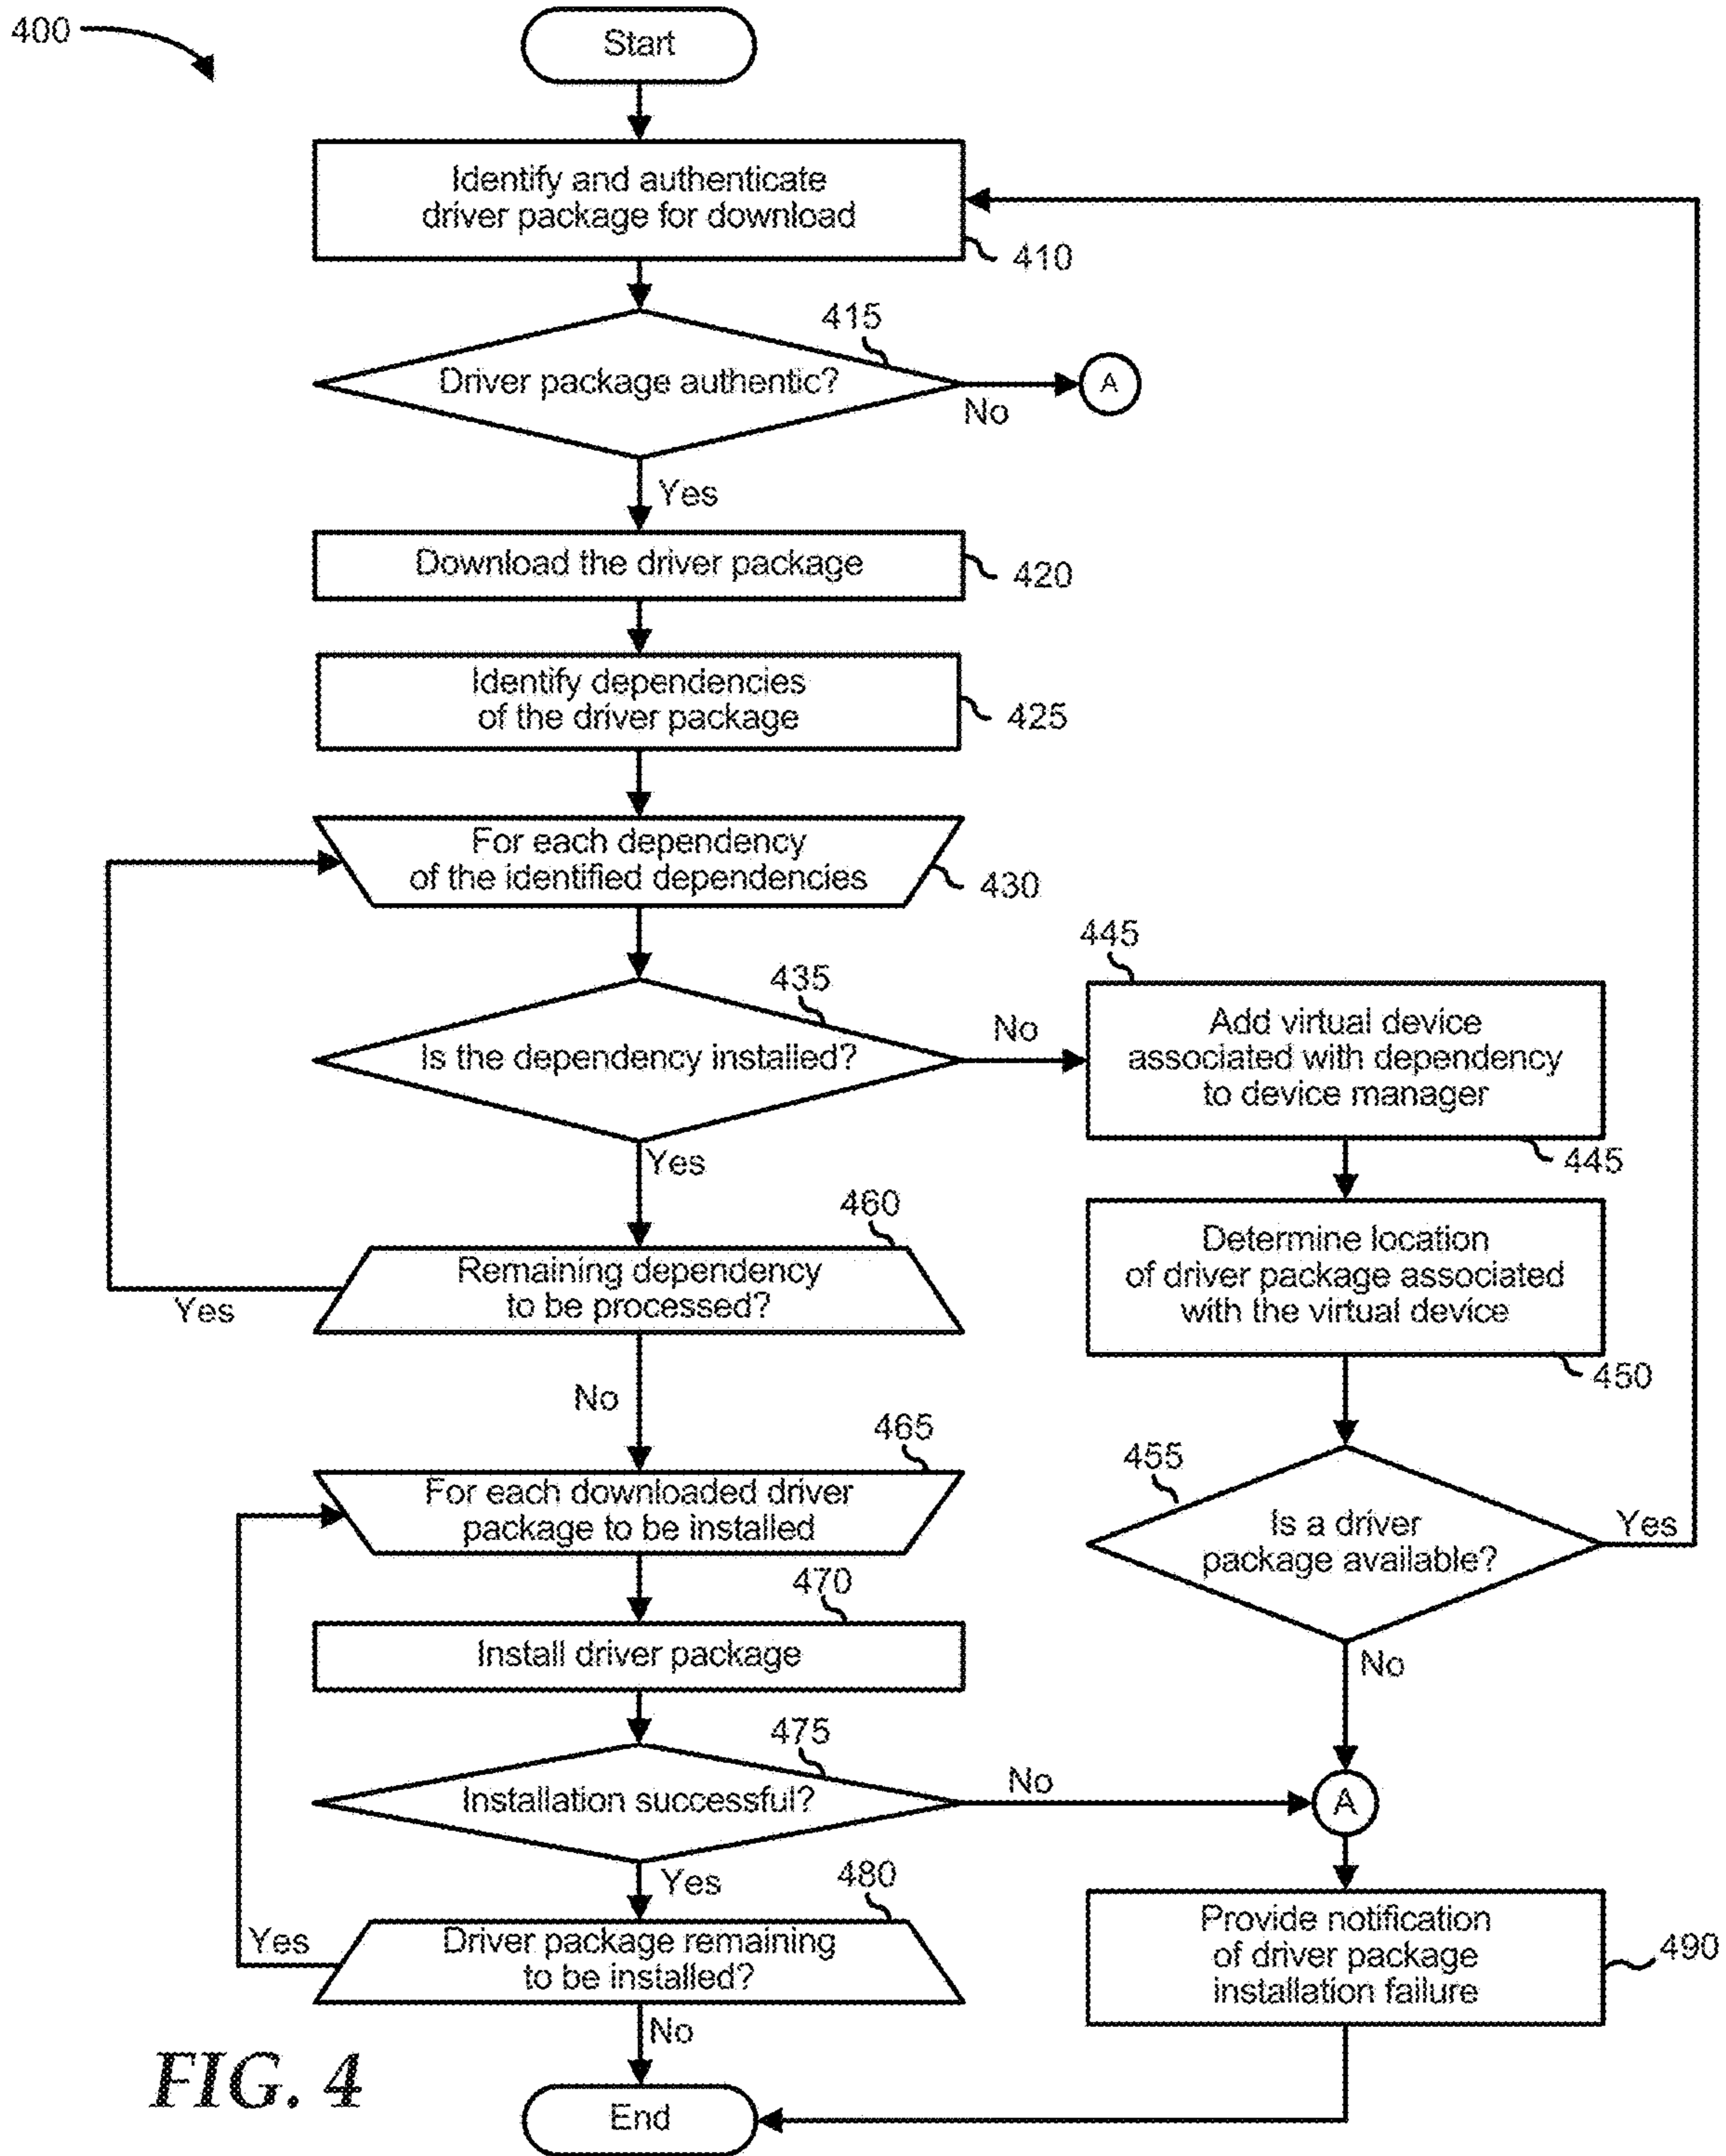 400
Start
Identify and authenticate
driver package for download
410
415
Driver package authentic?
No
A
Yes
Download the driver package
420
Identify dependencies
of the driver package
425
For each dependency
of the identified dependencies
430
435
Is the dependency installed?
No
445
Add virtual device
associated with dependency
to device manager
445
Yes
460
Remaining dependency
to be processed?
Yes
Determine location
of driver package associated
with the virtual device
450
No
465
For each downloaded driver
package to be installed
455
Is a driver
package available?
Yes
No
470
Install driver package
475
Installation successful?
No
A
Yes
480
Driver package remaining
to be installed?
Yes
Provide notification
of driver package
installation failure
490
No
End
FIG. 4